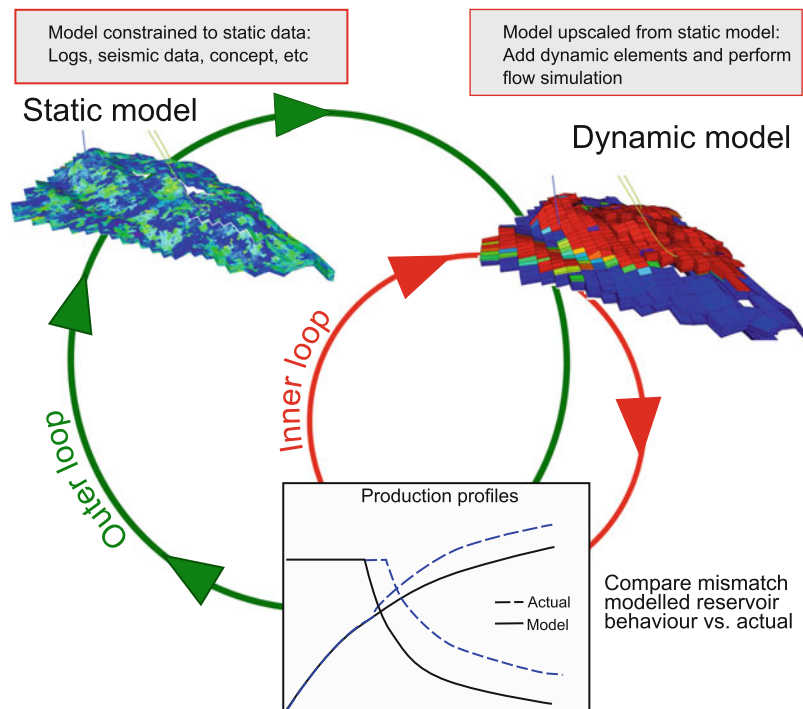 Model constrained to static data:
Logs, seismic data, concept, etc
Model upscaled from static model:
Add dynamic elements and perform
flow simulation
Static model
Dynamic model
Inner loop
Outer loop
Production profiles
Actual
Model
Compare mismatch
modelled reservoir
behaviour vs. actual